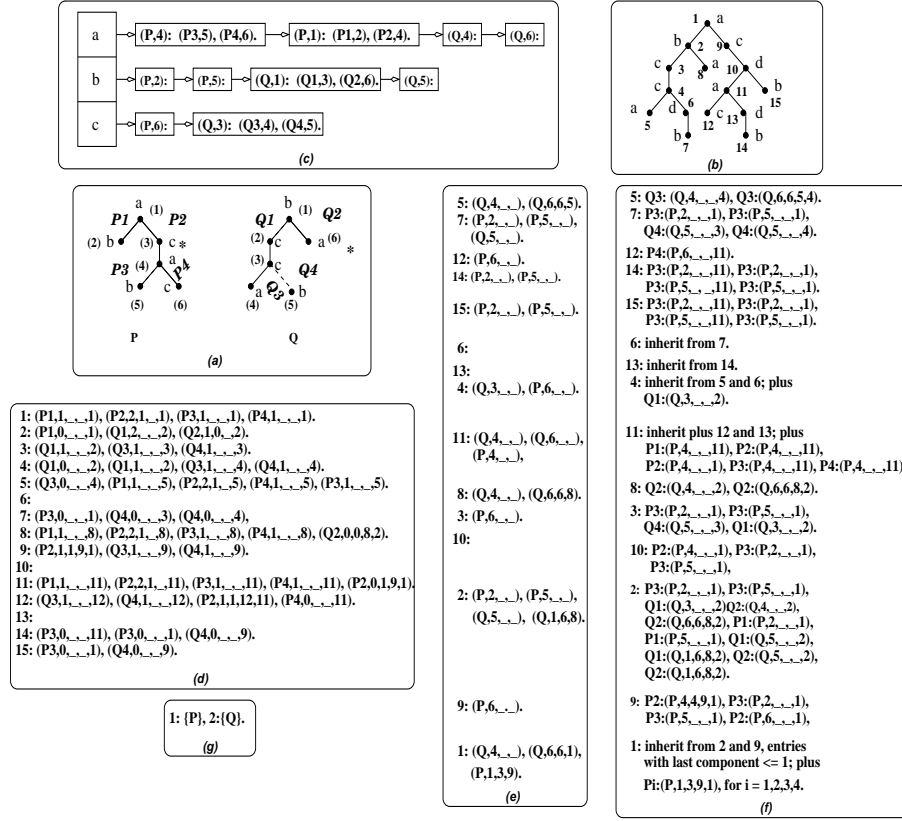 a (P,4): (P3,5), (P4,6). (P,1): (P1,2), (P2,4). (Q,4): (Q,6):
b (P,2): (P,5): (Q,1): (Q1,3), (Q2,6). (Q,5):
c (P,6): (Q,3): (Q3,4), (Q4,5).
(c)
1 a
b 2 9 c
3 8 a 10 d
c a 11 b
a 4 d 6 c 13 d 15
5 b 12 b
7 14
(b)
a (1) b (1)
P1 P2 Q1 Q2
(2) b (3) c * (2) c a (6) *
P3 (4) a P4 (3) c Q4
b c a Q3 b
(5) (6) (4) (5)
P Q
(a)
1: (P1,1,_,_,1), (P2,2,1,_,1), (P3,1,_,_,1), (P4,1,_,_,1).
2: (P1,0,_,_,1), (Q1,2,_,_,2), (Q2,1,0,_,2).
3: (Q1,1,_,_,2), (Q3,1,_,_,3), (Q4,1,_,_,3).
4: (Q1,0,_,_,2), (Q1,1,_,_,2), (Q3,1,_,_,4), (Q4,1,_,_,4).
5: (Q3,0,_,_,4), (P1,1,_,_,5), (P2,2,1,_,5), (P4,1,_,_,5), (P3,1,_,_,5).
6:
7: (P3,0,_,_,1), (Q4,0,_,_,3), (Q4,0,_,_,4),
8: (P1,1,_,_,8), (P2,2,1,_,8), (P3,1,_,_,8), (P4,1,_,_,8), (Q2,0,0,8,2).
9: (P2,1,1,9,1), (Q3,1,_,_,9), (Q4,1,_,_,9).
10:
11: (P1,1,_,_,11), (P2,2,1,_,11), (P3,1,_,_,11), (P4,1,_,_,11), (P2,0,1,9,1).
12: (Q3,1,_,_,12), (Q4,1,_,_,12), (P2,1,1,12,11), (P4,0,_,_,11).
13:
14: (P3,0,_,_,11), (P3,0,_,_,1), (Q4,0,_,_,9).
15: (P3,0,_,_,1), (Q4,0,_,_,9).
(d)
1: {P}, 2:{Q}.
(g)
5: (Q,4,_,_), (Q,6,6,5).
7: (P,2,_,_), (P,5,_,_),
(Q,5,_,_).
12: (P,6,_,_).
14: (P,2,_,_), (P,5,_,_).
15: (P,2,_,_), (P,5,_,_).
6:
13:
4: (Q,3,_,_), (P,6,_,_).
11: (Q,4,_,_), (Q,6,_,_),
(P,4,_,_),
8: (Q,4,_,_), (Q,6,6,8).
3: (P,6,_,_).
10:
2: (P,2,_,_), (P,5,_,_),
(Q,5,_,_), (Q,1,6,8).
9: (P,6,_._).
1: (Q,4,_,_), (Q,6,6,1),
(P,1,3,9).
(e)
5: Q3: (Q,4,_,_,4), Q3:(Q,6,6,5,4).
7: P3:(P,2,_,_,1), P3:(P,5,_,_,1),
Q4:(Q,5,_,_,3), Q4:(Q,5,_,_,4).
12: P4:(P,6,_,_,11).
14: P3:(P,2,_,_,11), P3:(P,2,_,_,1),
P3:(P,5,_,_,11), P3:(P,5,_,_,1).
15: P3:(P,2,_,_,11), P3:(P,2,_,_,1),
P3:(P,5,_,_,11), P3:(P,5,_,_,1).
6: inherit from 7.
13: inherit from 14.
4: inherit from 5 and 6; plus
Q1:(Q,3,_,_,2).
11: inherit plus 12 and 13; plus
P1:(P,4,_,_,11), P2:(P,4,_,_,11),
P2:(P,4,_,_,1), P3:(P,4,_,_,11), P4:(P,4,_,_,11)
8: Q2:(Q,4,_,_,2), Q2:(Q,6,6,8,2).
3: P3:(P,2,_,_,1), P3:(P,5,_,_,1),
Q4:(Q,5,_,_,3), Q1:(Q,3,_,_,2).
10: P2:(P,4,_,_,1), P3:(P,2,_,_,1),
P3:(P,5,_,_,1),
2: P3:(P,2,_,_,1), P3:(P,5,_,_,1),
Q1:(Q,3,_,_,2)Q2:(Q,4,_,_,2),
Q2:(Q,6,6,8,2), P1:(P,2,_,_,1),
P1:(P,5,_,_,1), Q1:(Q,5,_,_,2),
Q1:(Q,1,6,8,2), Q2:(Q,5,_,_,2),
Q2:(Q,1,6,8,2).
9: P2:(P,4,4,9,1), P3:(P,2,_,_,1),
P3:(P,5,_,_,1), P2:(P,6,_,_,1),
1: inherit from 2 and 9, entries
with last component <= 1; plus
Pi:(P,1,3,9,1), for i = 1,2,3,4.
(f)